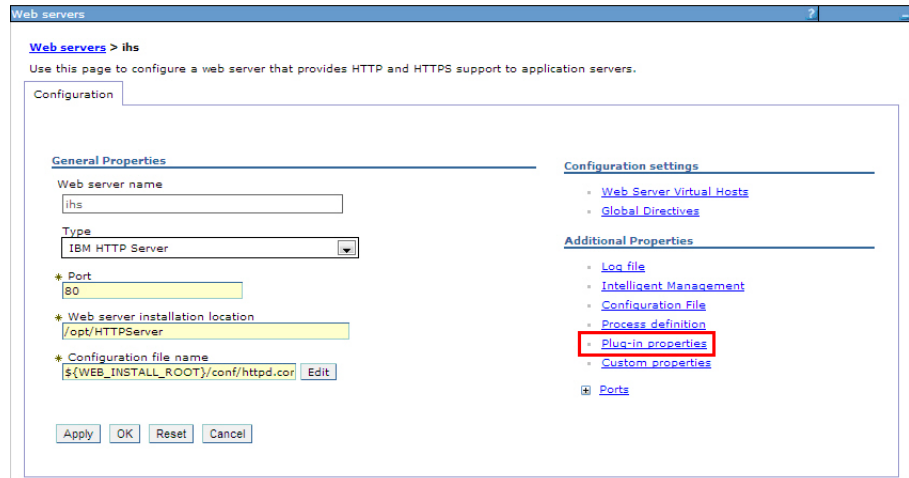 Web servers ? _
Web servers > ihs
Use this page to configure a web server that provides HTTP and HTTPS support to application servers.
Configuration
General Properties
Web server name
ihs
Type
IBM HTTP Server
* Port
80
* Web server installation location
/opt/HTTPServer
* Configuration file name
${WEB_INSTALL_ROOT}/conf/httpd.cor Edit
Apply OK Reset Cancel
Configuration settings
Web Server Virtual Hosts
Global Directives
Additional Properties
Log file
Intelligent Management
Configuration File
Process definition
Plug-in properties
Custom properties
Ports